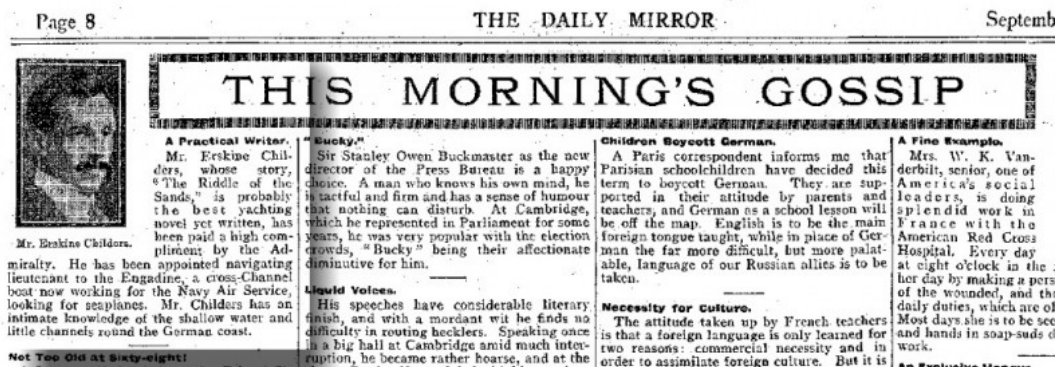 Page 8
THE DAILY MIRROR
Septemb
THIS MORNING'S GOSSIP
Mr. Erskine Childers.
A Practical Writer.
Mr. Erskine Chil-
ders, whose story,
"The Riddle of the
Sands," is probably
the best yachting
novel yet written, has
been paid a high com-
pliment by the Ad-
miralty. He has been appointed navigating
lieutenant to the Engadine, a cross-Channel
boat now working for the Navy Air Service,
looking for seaplanes. Mr. Childers has an
intimate knowledge of the shallow water and
little channels round the German coast.
Not Too Old at Sixty-eight!
"Bucky."
Sir Stanley Owen Buckmaster as the new
director of the Press Bureau is a happy
choice. A man who knows his own mind, he
is tactful and firm and has a sense of humour
that nothing can disturb. At Cambridge,
which he represented in Parliament for some
years, he was very popular with the election
crowds, "Bucky" being their affectionate
diminutive for him.
Liquid Voices.
His speeches have considerable literary
finish, and with a mordant wit he finds no
difficulty in routing hecklers. Speaking once
in a big hall at Cambridge amid much inter-
ruption, he became rather hoarse, and at the
Children Boycott German.
A Paris correspondent informs me that
Parisian schoolchildren have decided this
term to boycott German. They are sup-
ported in their attitude by parents and
teachers, and German as a school lesson will
be off the map. English is to be the main
foreign tongue taught, while in place of Ger-
man the far more difficult, but more palat-
able, language of our Russian allies is to be
taken.
Necessity for Culture.
The attitude taken up by French teachers
is that a foreign language is only learned for
two reasons: commercial necessity and in
order to assimilate foreign culture. But it is
A Fine Example.
Mrs. W. K. Van-
derbilt, senior, one of
America's social
leaders, is doing
splendid work in
France with the
American Red Cross
Hospital. Every day
at eight o'clock in the
her day by making a pers
of the wounded, and th
daily duties, which are of
Most days she is to be see
and hands in soap-suds d
work.
An Exclusive